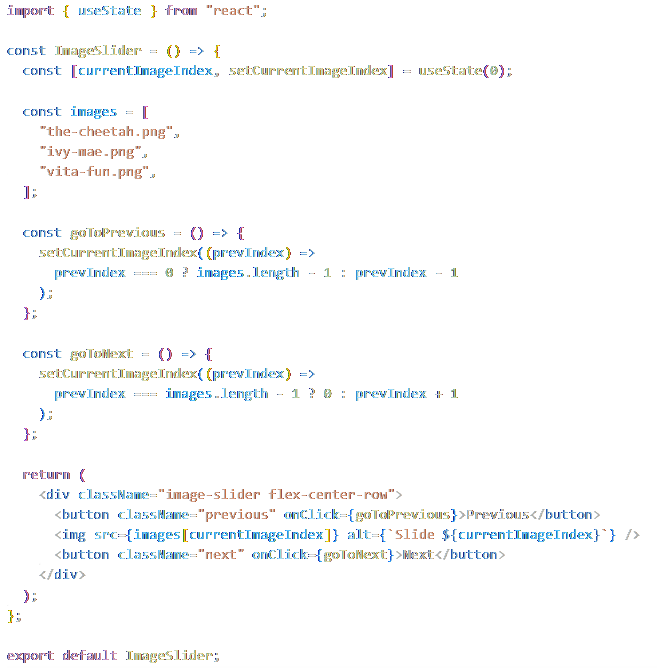 import { useState } from "react";

const ImageSlider = () => {
  const [currentImageIndex, setCurrentImageIndex] = useState(0);

  const images = [
    "the-cheetah.png",
    "ivy-mae.png",
    "vita-fun.png",
  ];

  const goToPrevious = () => {
    setCurrentImageIndex((prevIndex) =>
      prevIndex === 0 ? images.length - 1 : prevIndex - 1
    );
  };

  const goToNext = () => {
    setCurrentImageIndex((prevIndex) =>
      prevIndex === images.length - 1 ? 0 : prevIndex + 1
    );
  };

  return (
    <div className="image-slider flex-center-row">
      <button className="previous" onClick={goToPrevious}>Previous</button>
      <img src={images[currentImageIndex]} alt={`Slide ${currentImageIndex}`} />
      <button className="next" onClick={goToNext}>Next</button>
    </div>
  );
};

export default ImageSlider;